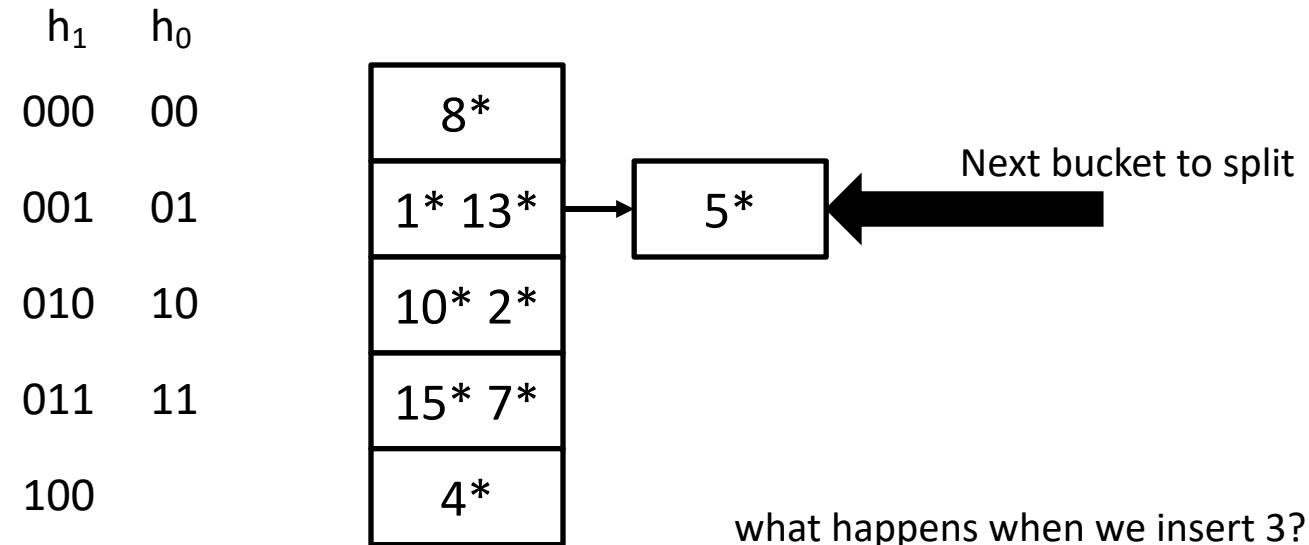 h₁ h₀
000 00 8*
Next bucket to split
001 01 1* 13* 5*
010 10 10* 2*
011 11 15* 7*
100 4*
what happens when we insert 3?